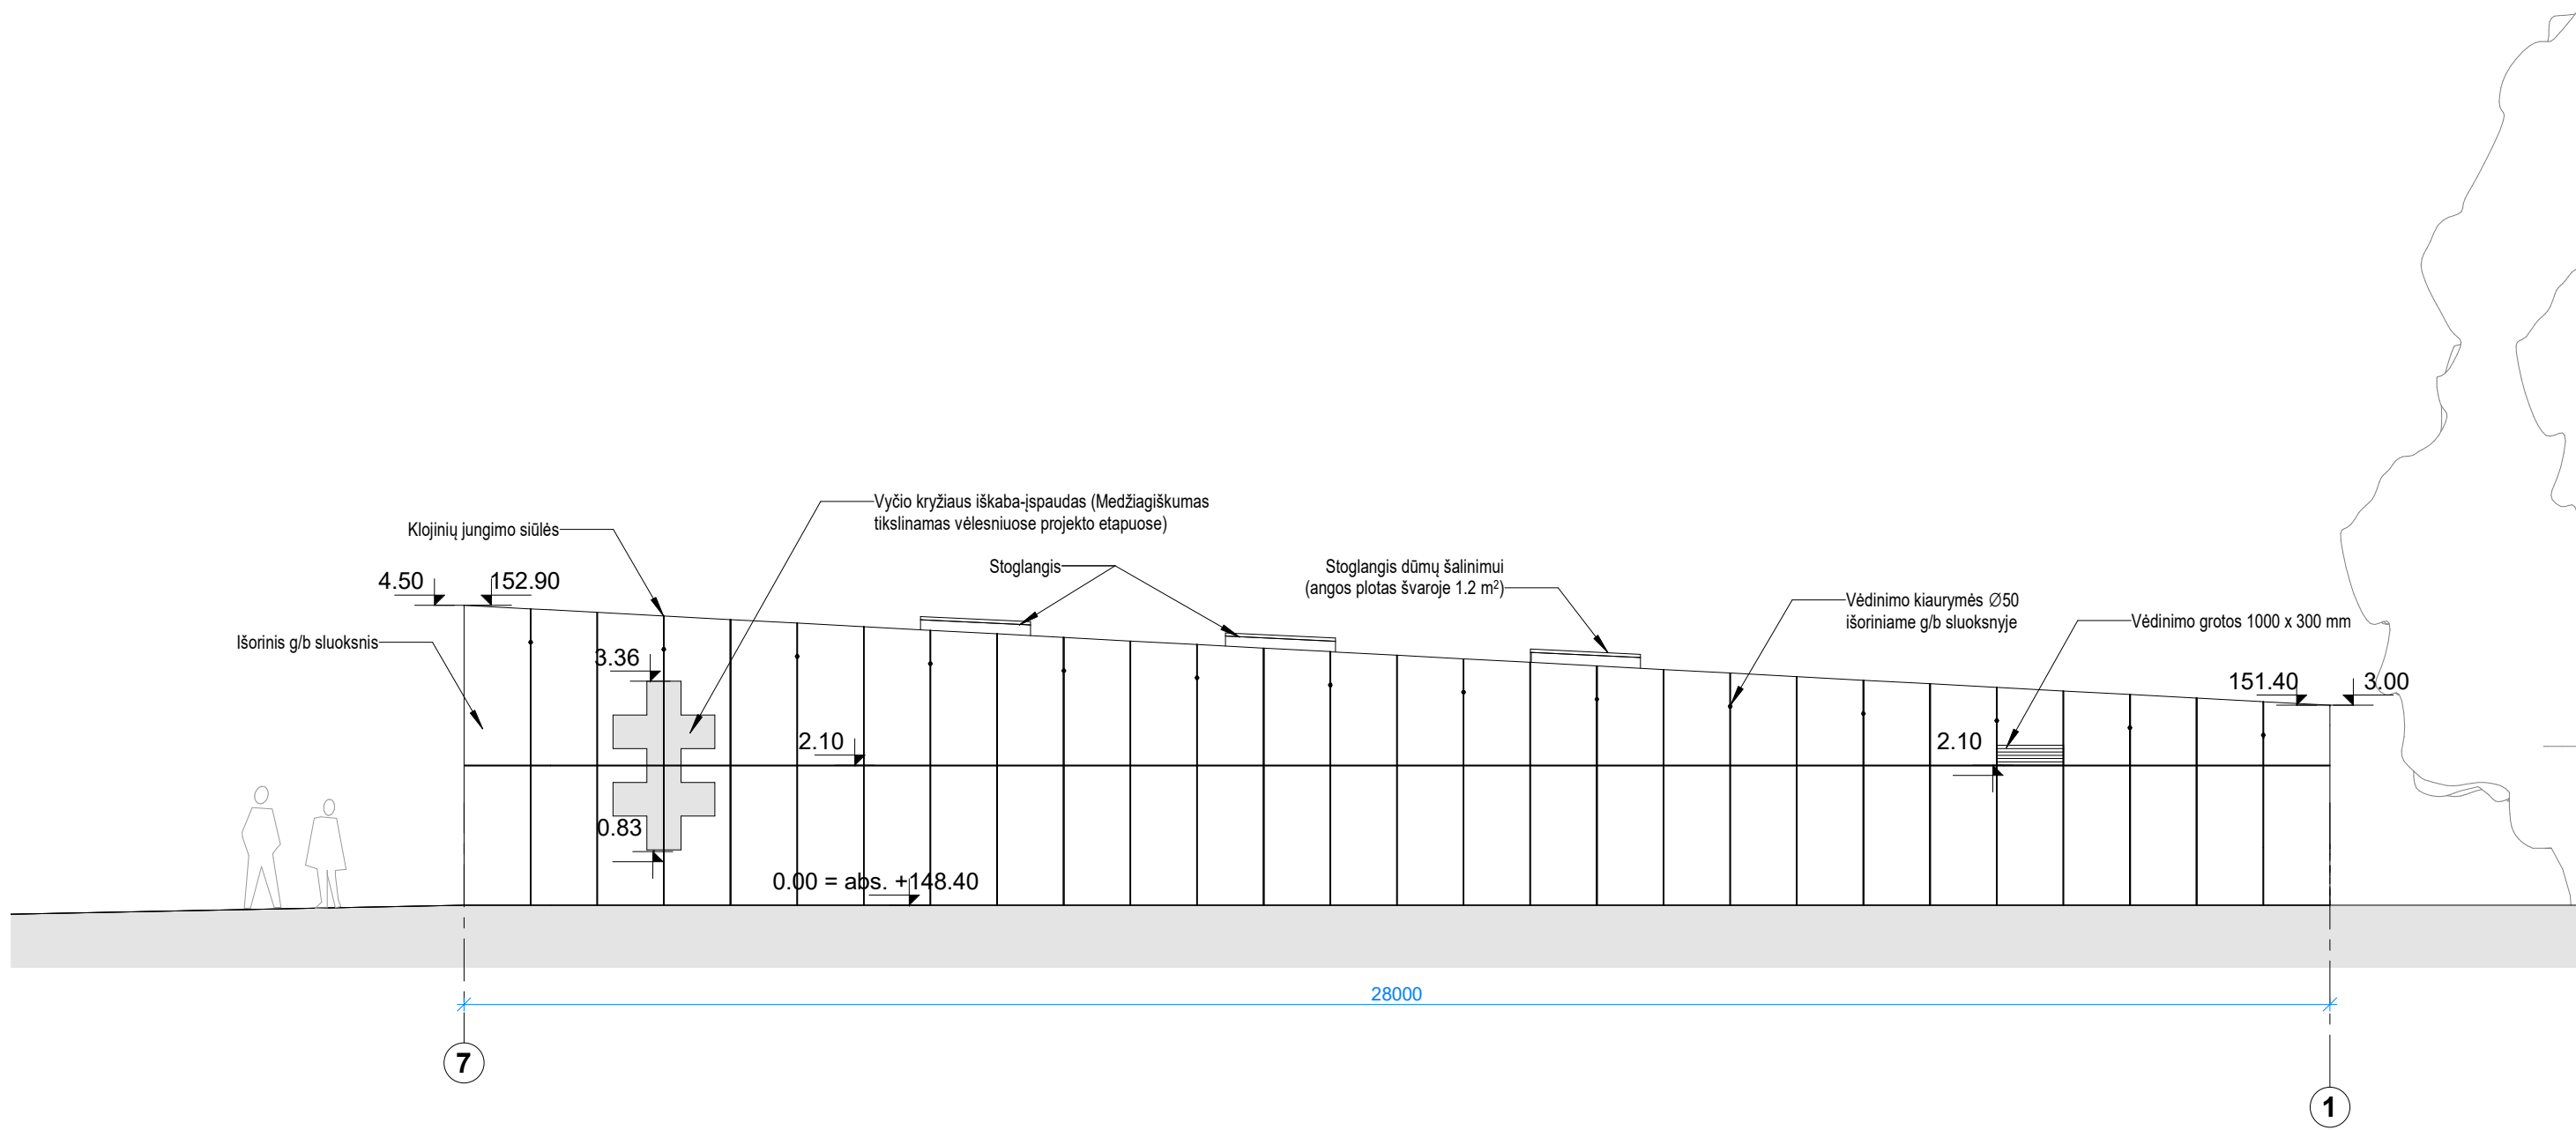 Vyčio kryžiaus iškaba-įspaudas (Medžiagiškumas
tikslinamas vėlesniuose projekto etapuose)
Klojinių jungimo siūlės
Stoglangis
Stoglangis dūmų šalinimui
(angos plotas švaroje 1.2 m²)
4.50
152.90
Vėdinimo kiaurymės ∅50
išoriniame g/b sluoksnyje
Vėdinimo grotos 1000 x 300 mm
Išorinis g/b sluoksnis
3.36
151.40
3.00
2.10
2.10
0.83
0.00 = abs. +148.40
28000
7
1